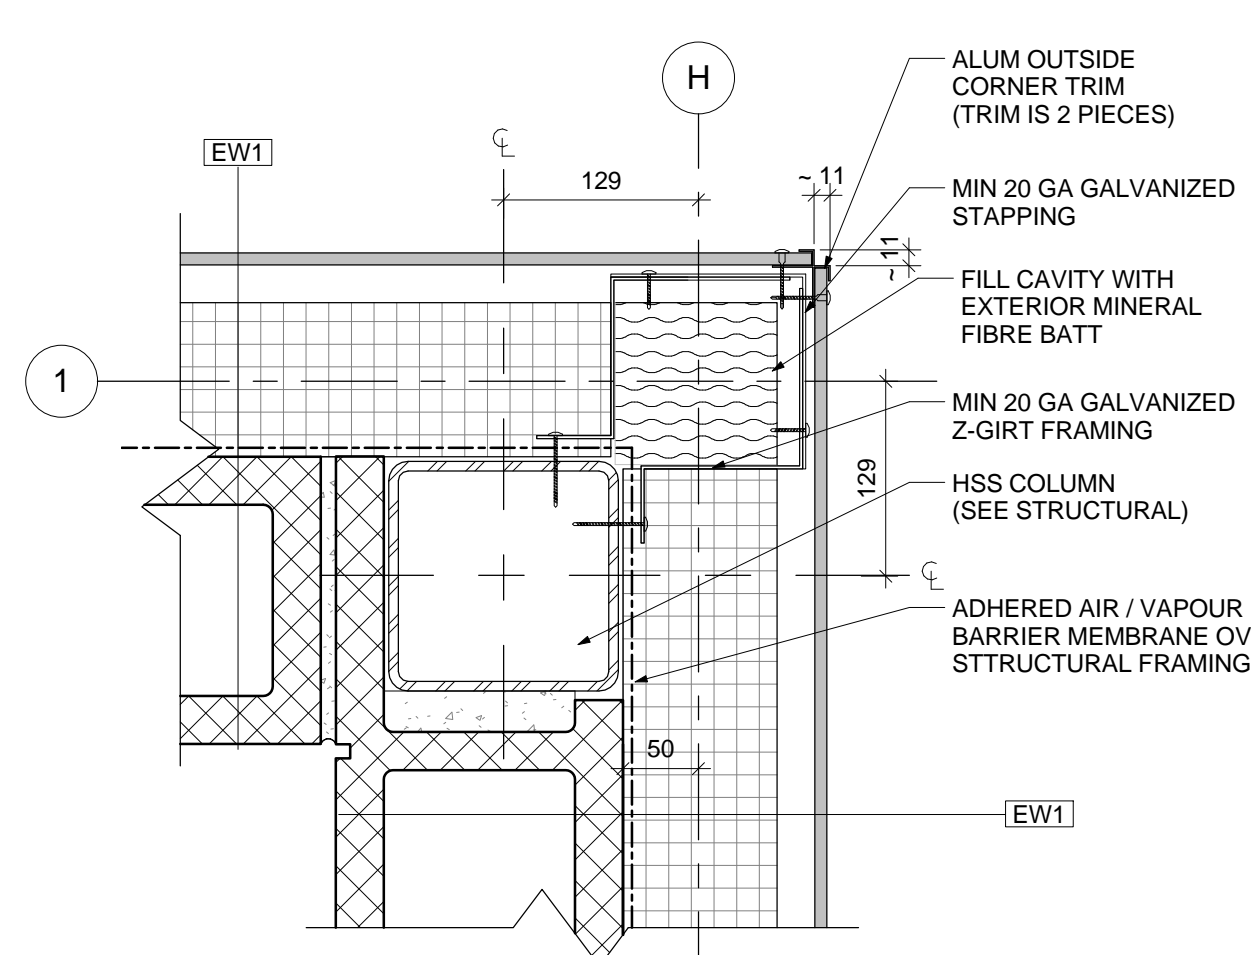 H
ALUM OUTSIDE
CORNER TRIM
(TRIM IS 2 PIECES)
EW1
℄
129
~ 11
MIN 20 GA GALVANIZED
STAPPING
~ 11
FILL CAVITY WITH
EXTERIOR MINERAL
FIBRE BATT
1
MIN 20 GA GALVANIZED
Z-GIRT FRAMING
129
HSS COLUMN
(SEE STRUCTURAL)
℄
ADHERED AIR / VAPOUR
BARRIER MEMBRANE OV
STTRUCTURAL FRAMING
50
EW1